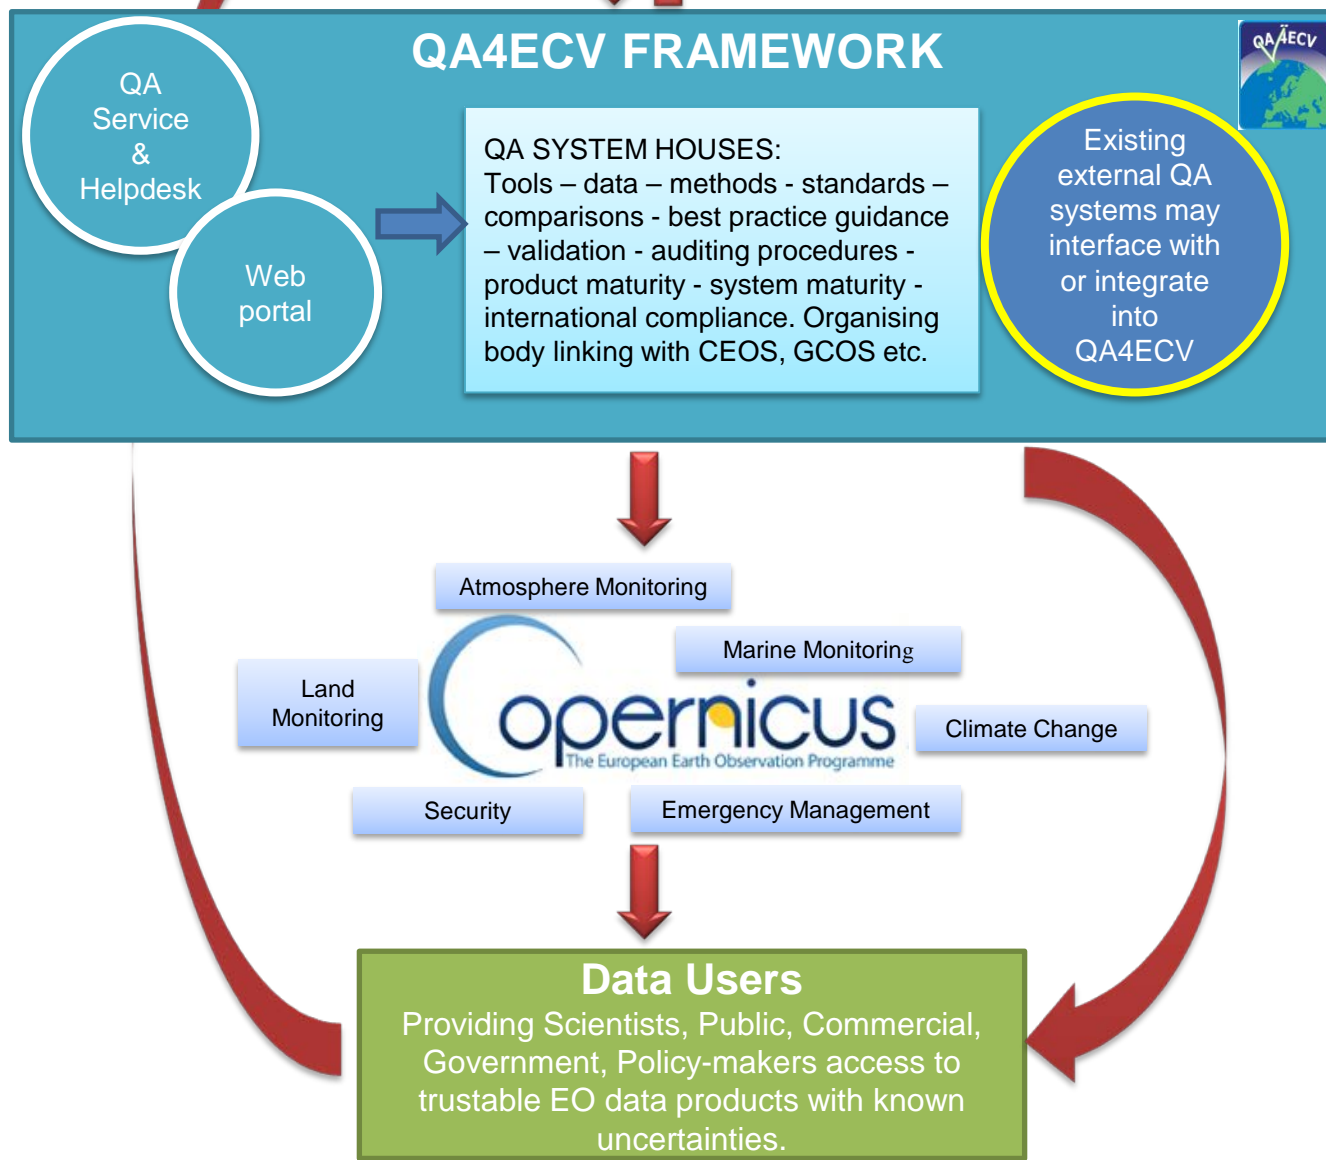 QA4ECV FRAMEWORK
QA4ECV
QA
Service
&
Helpdesk
Web
portal
QA SYSTEM HOUSES:
Tools – data – methods - standards –
comparisons - best practice guidance
– validation - auditing procedures -
product maturity - system maturity -
international compliance. Organising
body linking with CEOS, GCOS etc.
Existing
external QA
systems may
interface with
or integrate
into
QA4ECV
Atmosphere Monitoring
Marine Monitoring
Land
Monitoring
Copernicus
The European Earth Observation Programme
Climate Change
Security
Emergency Management
Data Users
Providing Scientists, Public, Commercial,
Government, Policy-makers access to
trustable EO data products with known
uncertainties.